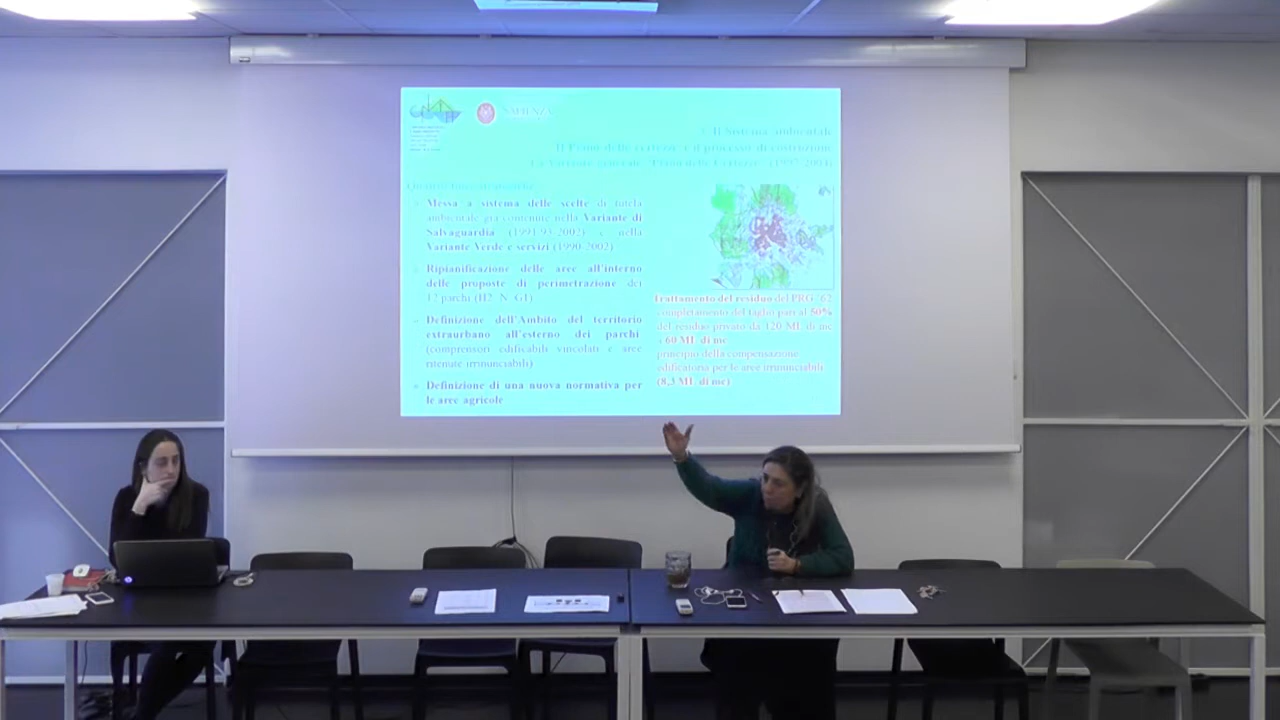 SAPIENZA
Il Sistema ambientale
Il Piano delle certezze e il processo di costruzione
La Variante generale "Piano delle Certezze" (1997-2004)
Messa a sistema delle scelte di tutela
ambientale già contenute nella Variante di
Salvaguardia (1991-95-2002) e nella
Variante Verde e servizi (1990-2002)
Ripianificazione delle aree all'interno
delle proposte di perimetrazione dei
12 parchi (H2 N G1)
Definizione dell'Ambito del territorio
extraurbano all'esterno dei parchi
(comprensori edificabili vincolati e aree
ritenute irrinunciabili)
Definizione di una nuova normativa per
le aree agricole
Trattamento del residuo del PRG '62
completamento del taglio pari al 50%
del residuo privato da 120 ML di mc
a 60 ML di mc
principio della compensazione
edificatoria per le aree irrinunciabili
(8,3 ML di mc)